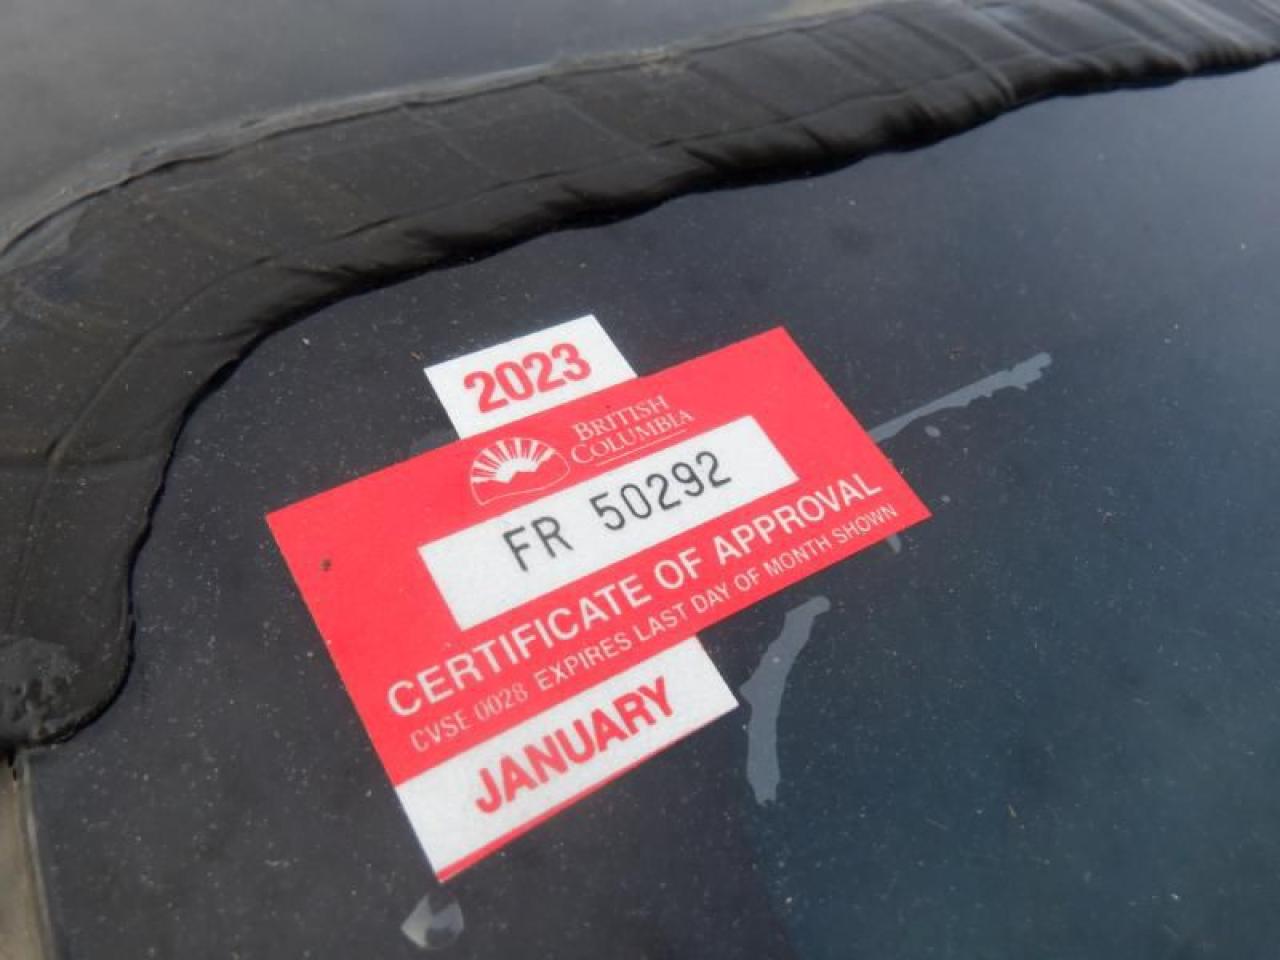 2023
BRITISH
COLUMBIA
FR 50292
CERTIFICATE OF APPROVAL
CVSE 0028 EXPIRES LAST DAY OF MONTH SHOWN
JANUARY